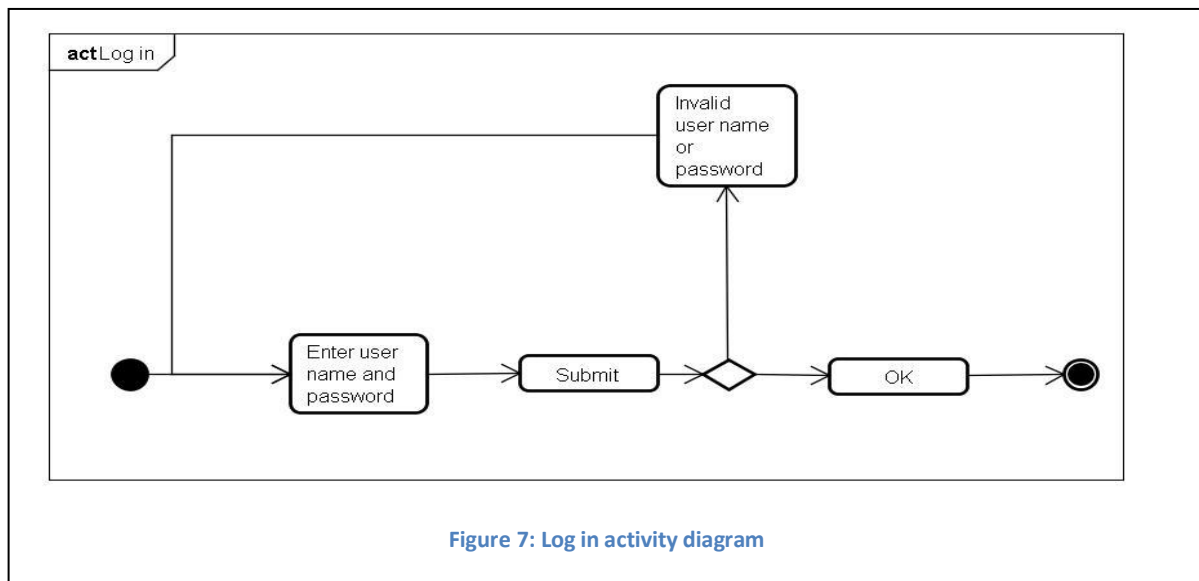 actLog in
Invalid
user name
or
password
Enter user
name and
password
Submit
OK
Figure 7: Log in activity diagram